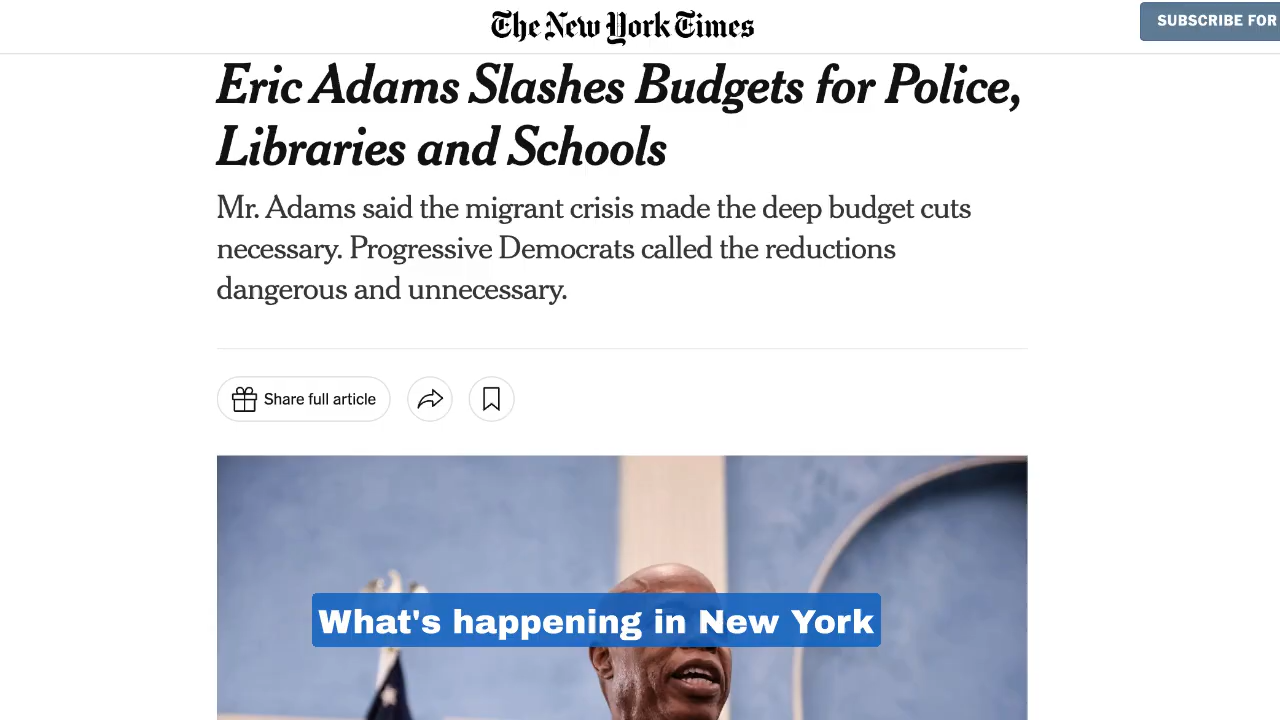 The New York Times
SUBSCRIBE FOR
Eric Adams Slashes Budgets for Police,
Libraries and Schools
Mr. Adams said the migrant crisis made the deep budget cuts
necessary. Progressive Democrats called the reductions
dangerous and unnecessary.
Share full article
What's happening in New York